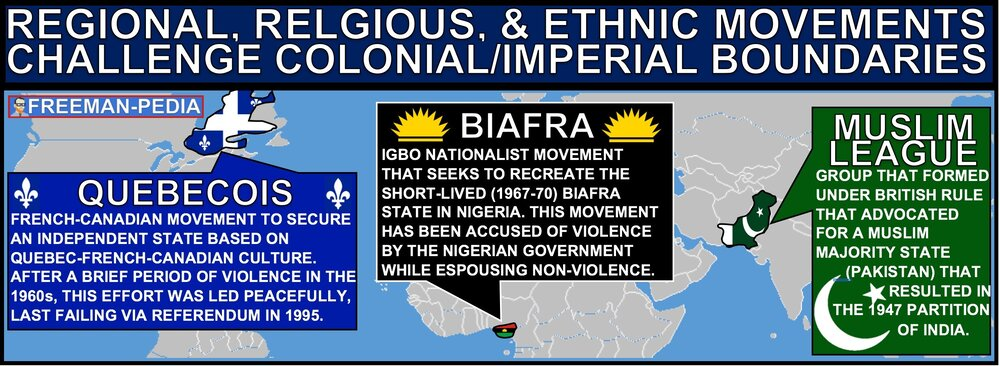 REGIONAL, RELGIOUS, & ETHNIC MOVEMENTS
CHALLENGE COLONIAL/IMPERIAL BOUNDARIES
FREEMAN-PEDIA
QUEBECOIS
FRENCH-CANADIAN MOVEMENT TO SECURE
AN INDEPENDENT STATE BASED ON
QUEBEC-FRENCH-CANADIAN CULTURE.
AFTER A BRIEF PERIOD OF VIOLENCE IN THE
1960s, THIS EFFORT WAS LED PEACEFULLY,
LAST FAILING VIA REFERENDUM IN 1995.
BIAFRA
IGBO NATIONALIST MOVEMENT
THAT SEEKS TO RECREATE THE
SHORT-LIVED (1967-70) BIAFRA
STATE IN NIGERIA. THIS MOVEMENT
HAS BEEN ACCUSED OF VIOLENCE
BY THE NIGERIAN GOVERNMENT
WHILE ESPOUSING NON-VIOLENCE.
MUSLIM
LEAGUE
GROUP THAT FORMED
UNDER BRITISH RULE
THAT ADVOCATED
FOR A MUSLIM
MAJORITY STATE
(PAKISTAN) THAT
RESULTED IN
THE 1947 PARTITION
OF INDIA.